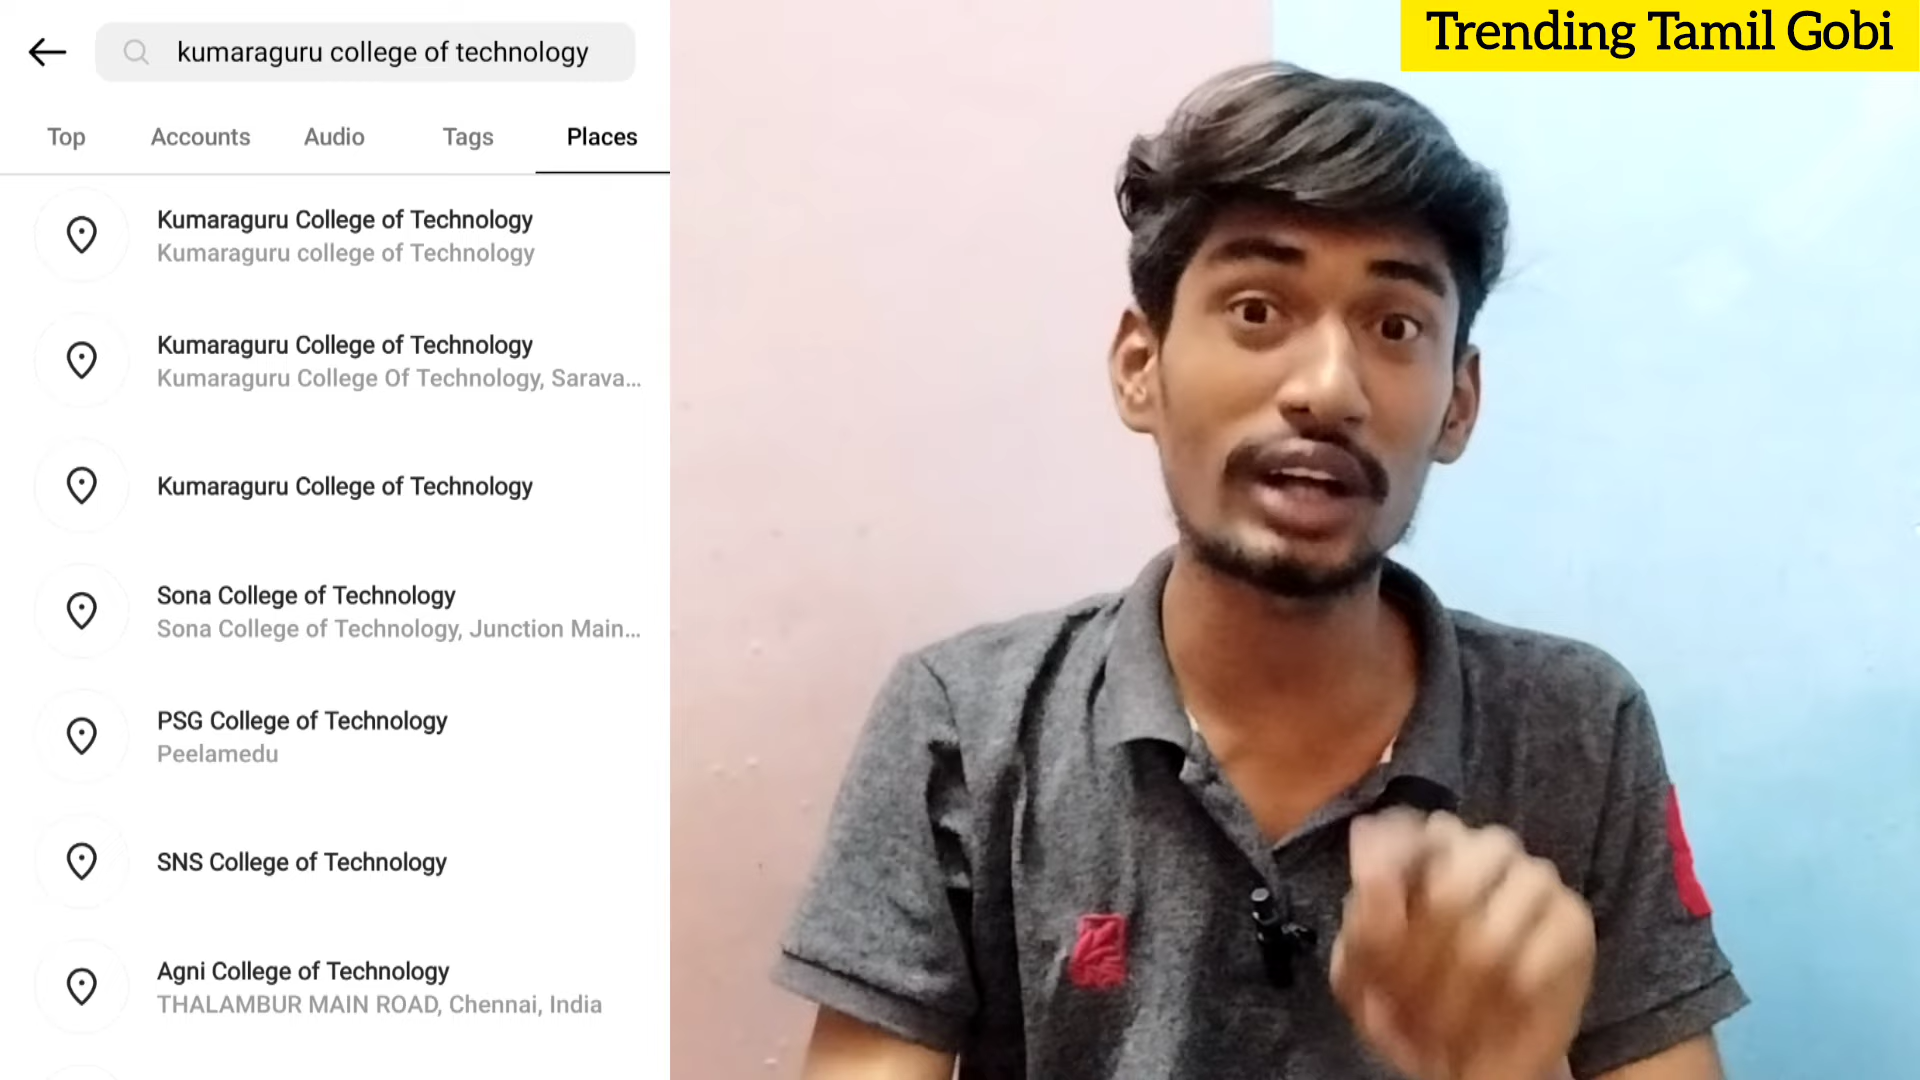 Trending Tamil Gobi
kumaraguru college of technology
Top Accounts Audio Tags Places
Kumaraguru College of Technology
Kumaraguru college of Technology
Kumaraguru College of Technology
Kumaraguru College Of Technology, Sarava...
Kumaraguru College of Technology
Sona College of Technology
Sona College of Technology, Junction Main...
PSG College of Technology
Peelamedu
SNS College of Technology
Agni College of Technology
THALAMBUR MAIN ROAD, Chennai, India